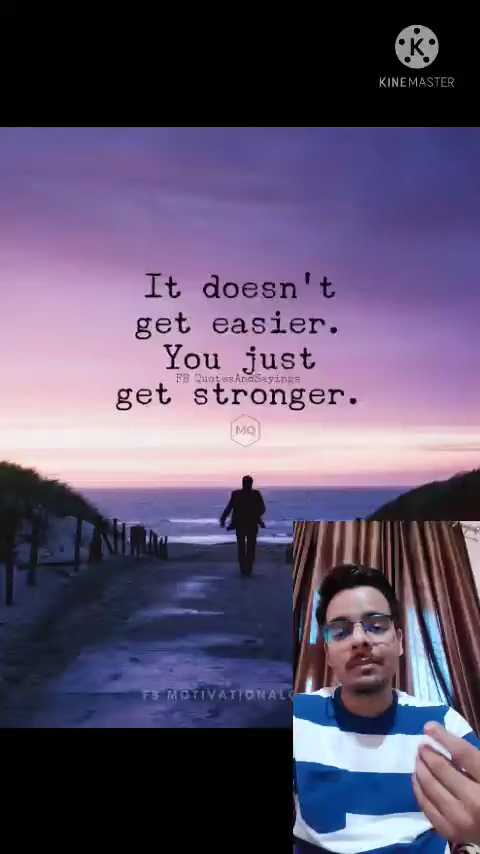 KINEMASTER
It doesn't
get easier.
You just
FB QuotesAndSayings
get stronger.
MQ
FB MOTIVATIONAL